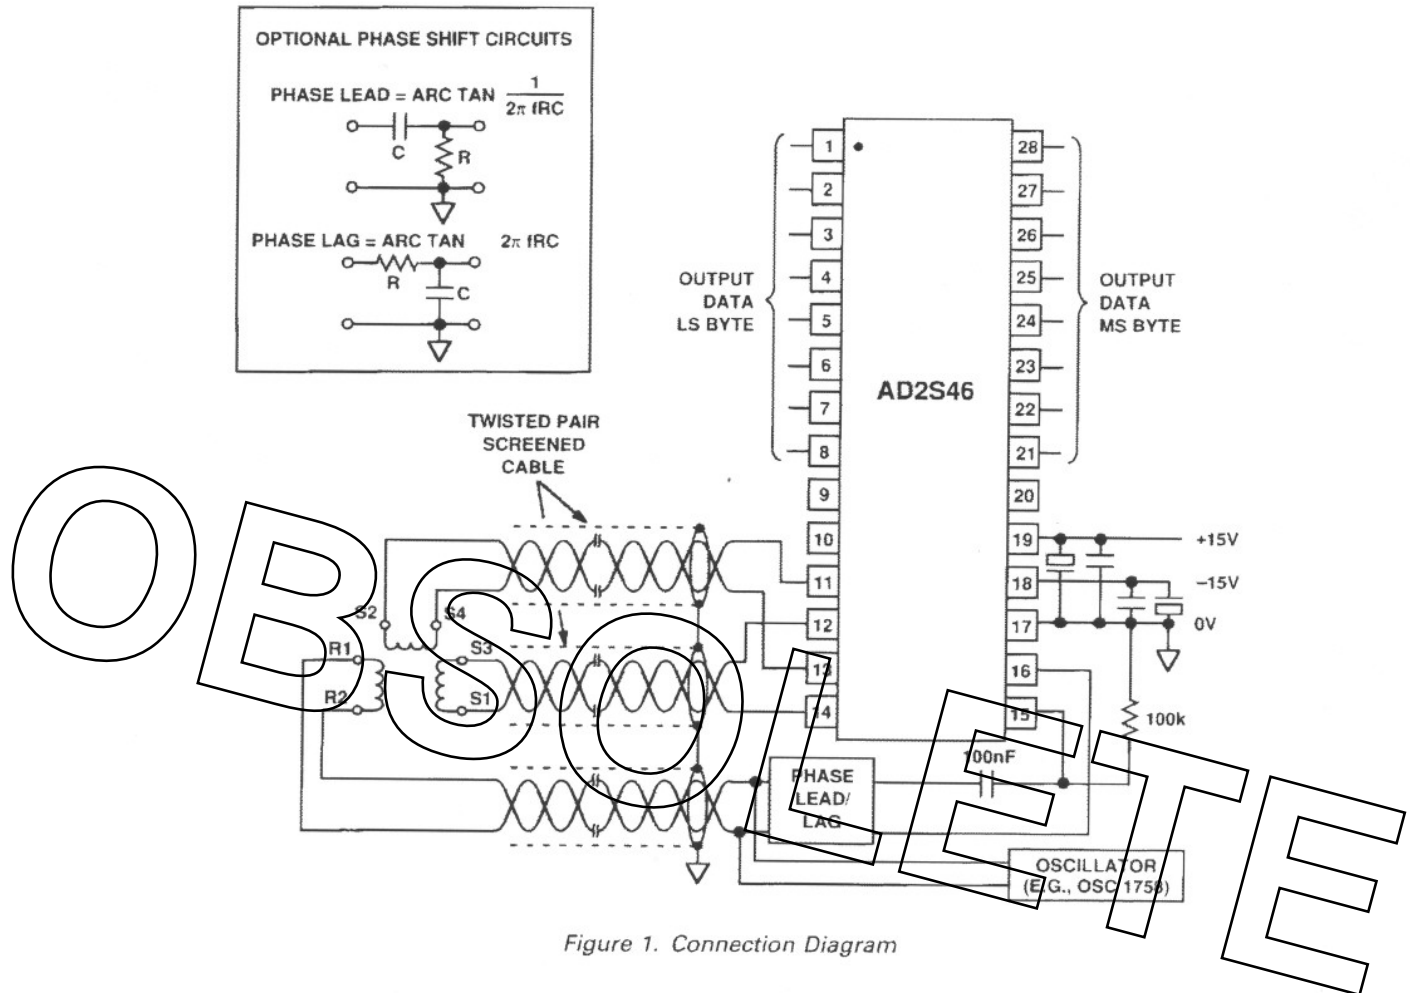 OPTIONAL PHASE SHIFT CIRCUITS
PHASE LEAD = ARC TAN 1
2π fRC
C
R
PHASE LAG = ARC TAN 2π fRC
R
C
TWISTED PAIR
SCREENED
CABLE
OUTPUT
DATA
LS BYTE
1
2
3
4
5
6
7
8
9
10
11
12
13
14
AD2S46
28
27
26
25
24
23
22
21
20
19
18
17
16
15
OUTPUT
DATA
MS BYTE
+15V
–15V
0V
100k
100nF
S2
S4
R1
R2
S3
S1
PHASE
LEAD/
LAG
OSCILLATOR
(E.G., OSC 1758)
OBSOLETE
Figure 1. Connection Diagram